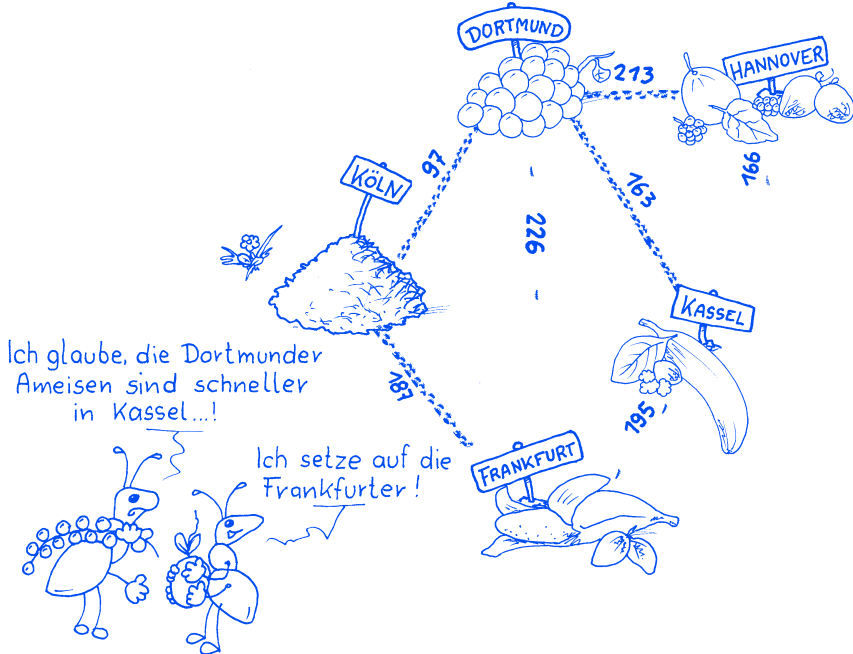 DORTMUND
213
HANNOVER
97
KÖLN
163
166
226
KASSEL
187
195
Ich glaube, die Dortmunder
Ameisen sind schneller
in Kassel...!
Ich setze auf die
Frankfurter!
FRANKFURT